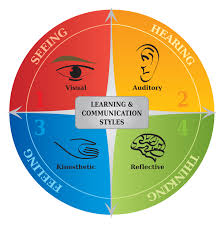 SEEING
HEARING
Visual
Auditory
2
LEARNING &
COMMUNICATION
STYLES
3
4
Kinesthetic
Reflective
FEELING
THINKING